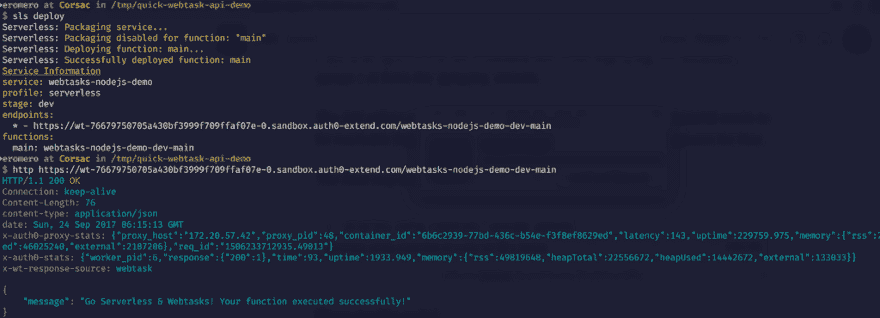 eromero at Corsac in /tmp/quick-webtask-api-demo
$ sls deploy
Serverless: Packaging service...
Serverless: Packaging disabled for function: "main"
Serverless: Deploying function: main...
Serverless: Successfully deployed function: main
Service Information
service: webtasks-nodejs-demo
profile: serverless
stage: dev
endpoints:
  * - https://wt-76679750705a430bf3999f709ffaf07e-0.sandbox.auth0-extend.com/webtasks-nodejs-demo-dev-main
functions:
  main: webtasks-nodejs-demo-dev-main
eromero at Corsac in /tmp/quick-webtask-api-demo
$ http https://wt-76679750705a430bf3999f709ffaf07e-0.sandbox.auth0-extend.com/webtasks-nodejs-demo-dev-main
HTTP/1.1 200 OK
Connection: keep-alive
Content-Length: 76
content-type: application/json
date: Sun, 24 Sep 2017 06:15:13 GMT
x-auth0-proxy-stats: {"proxy_host":"172.20.57.42","proxy_pid":48,"container_id":"6b6c2939-77bd-436c-b54e-f3f8ef8629ed","latency":143,"uptime":229759.975,"memory":{"rss":
ed":46025240,"external":2187206},"req_id":"1506233712935.49013"}
x-auth0-stats: {"worker_pid":6,"response":{"200":1},"time":93,"uptime":1933.949,"memory":{"rss":49819648,"heapTotal":22556672,"heapUsed":14442672,"external":133033}}
x-wt-response-source: webtask
{
    "message": "Go Serverless & Webtasks! Your function executed successfully!"
}